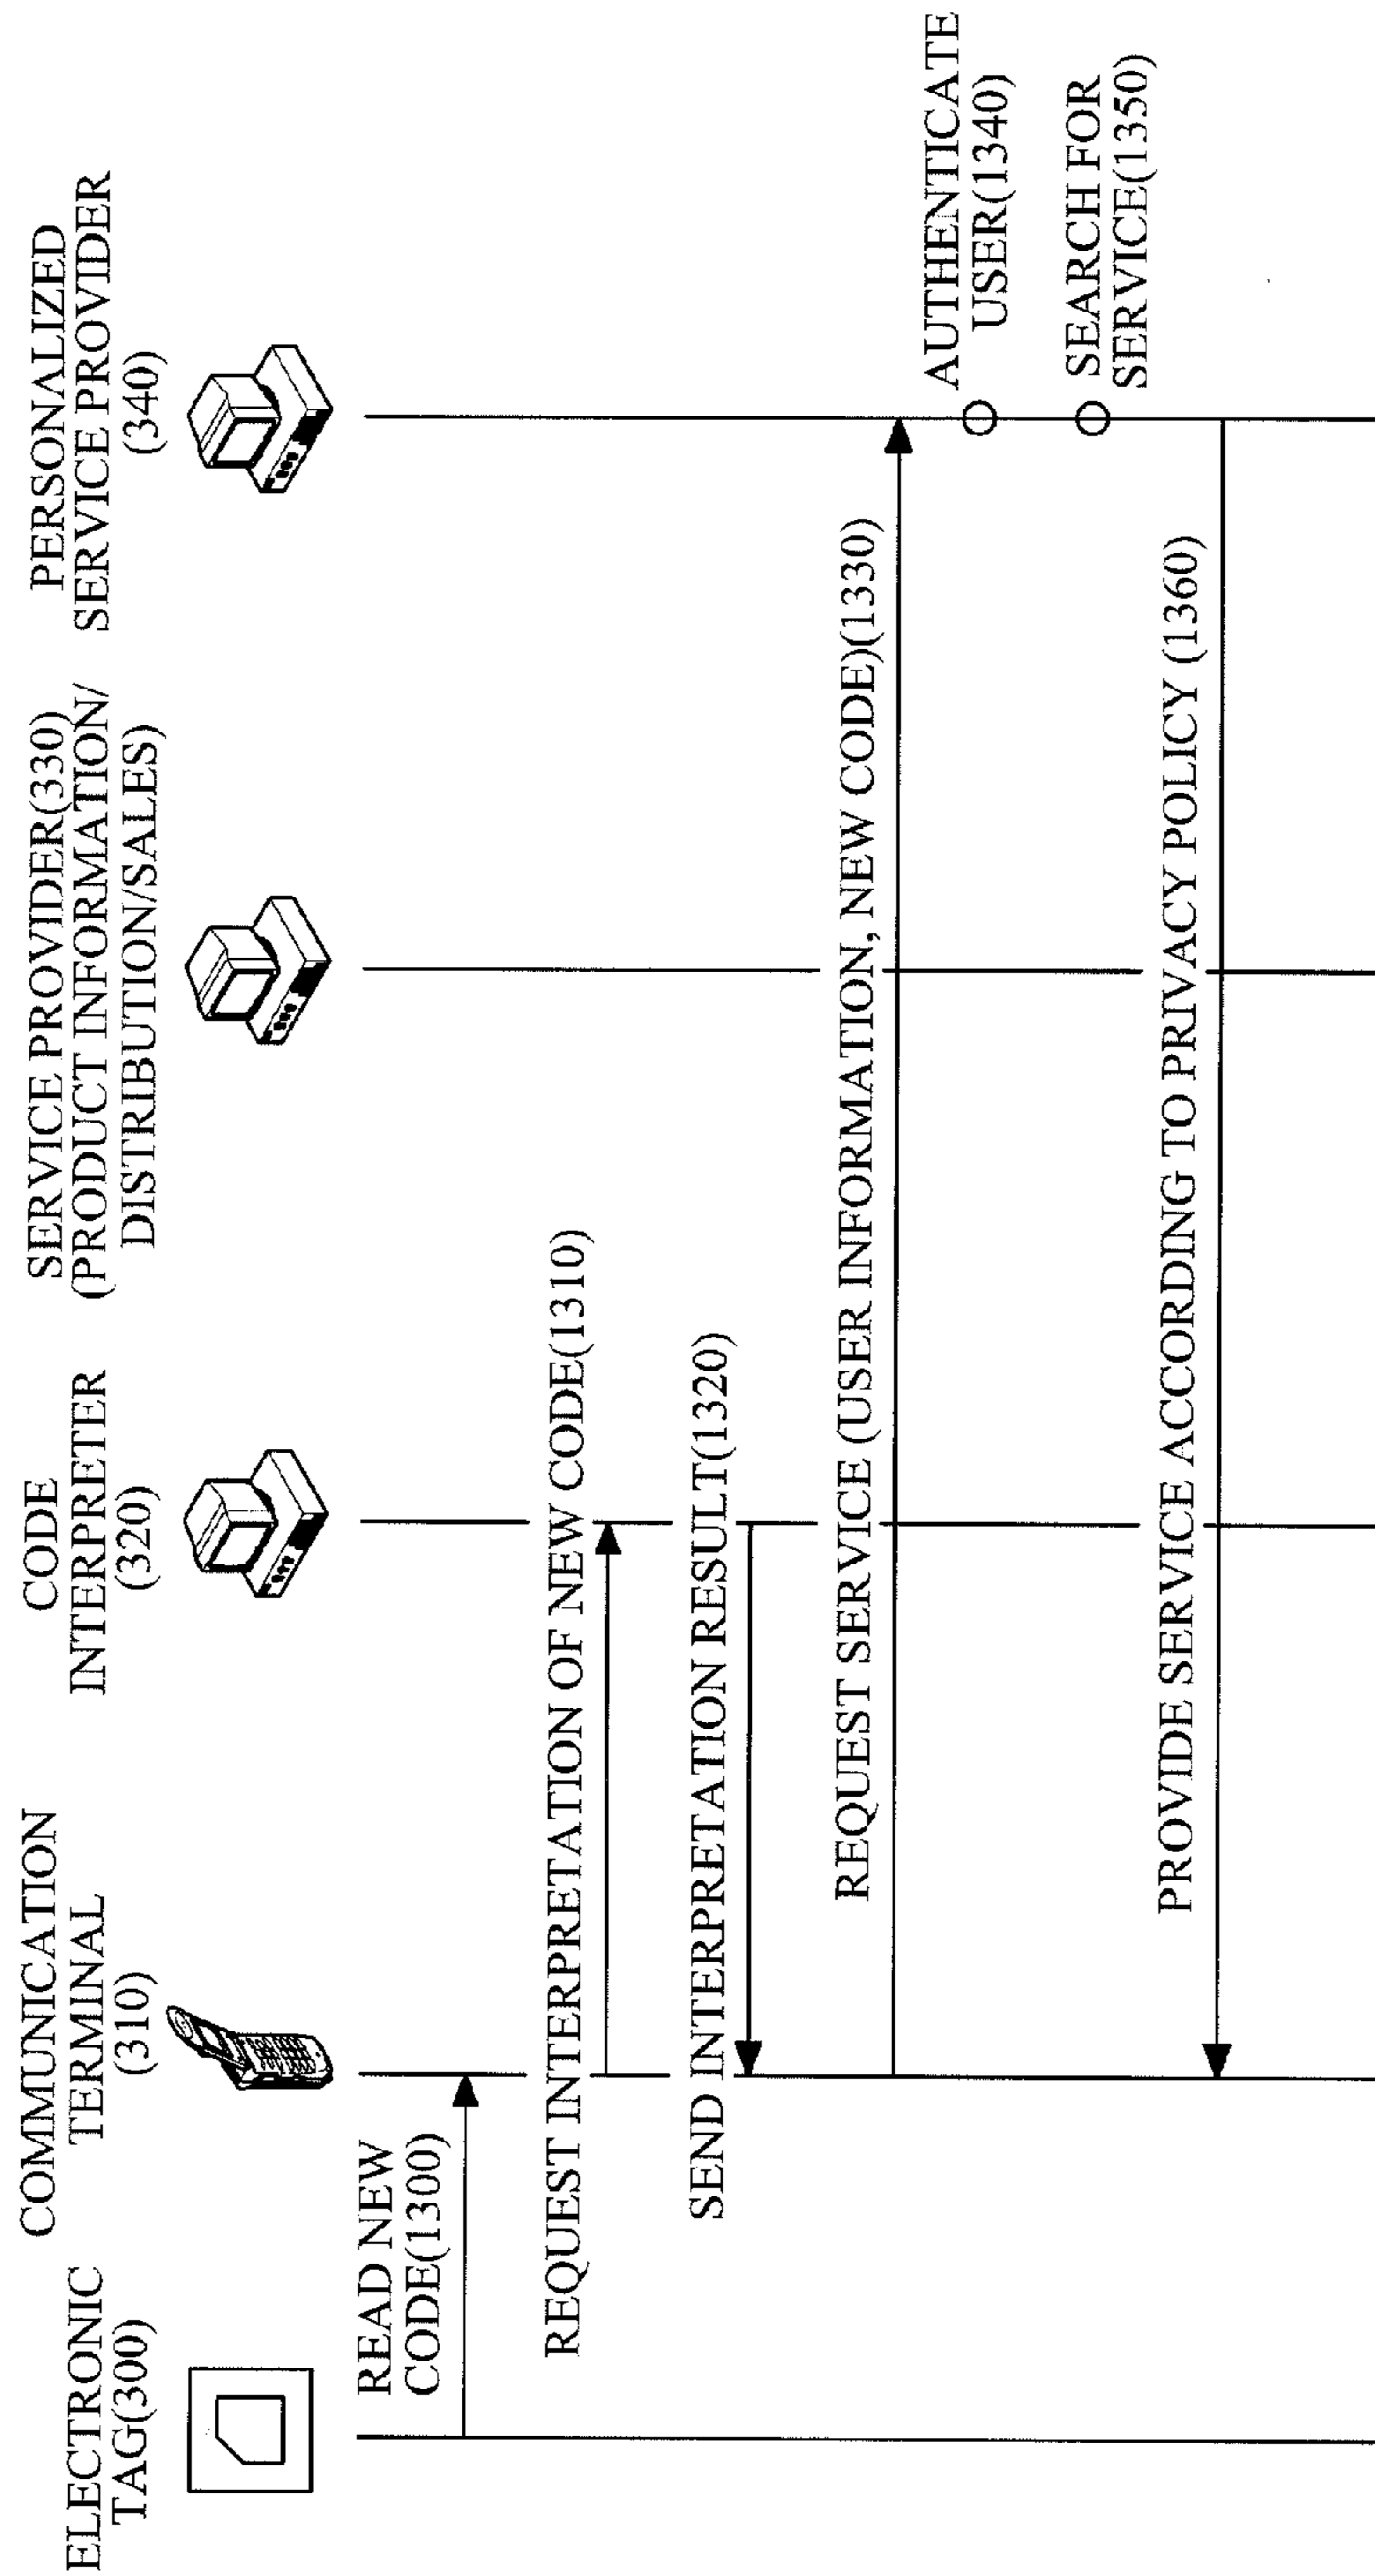 ELECTRONIC
TAG(300)
COMMUNICATION
TERMINAL
(310)
CODE
INTERPRETER
(320)
SERVICE PROVIDER(330)
(PRODUCT INFORMATION/
DISTRIBUTION/SALES)
PERSONALIZED
SERVICE PROVIDER
(340)
READ NEW
CODE(1300)
REQUEST INTERPRETATION OF NEW CODE(1310)
SEND INTERPRETATION RESULT(1320)
REQUEST SERVICE (USER INFORMATION, NEW CODE)(1330)
AUTHENTICATE
USER(1340)
SEARCH FOR
SERVICE(1350)
PROVIDE SERVICE ACCORDING TO PRIVACY POLICY (1360)